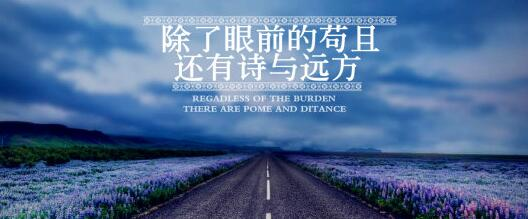 除了眼前的苟且
还有诗与远方
REGADLESS OF THE BURDEN
THERE ARE POME AND DITANCE